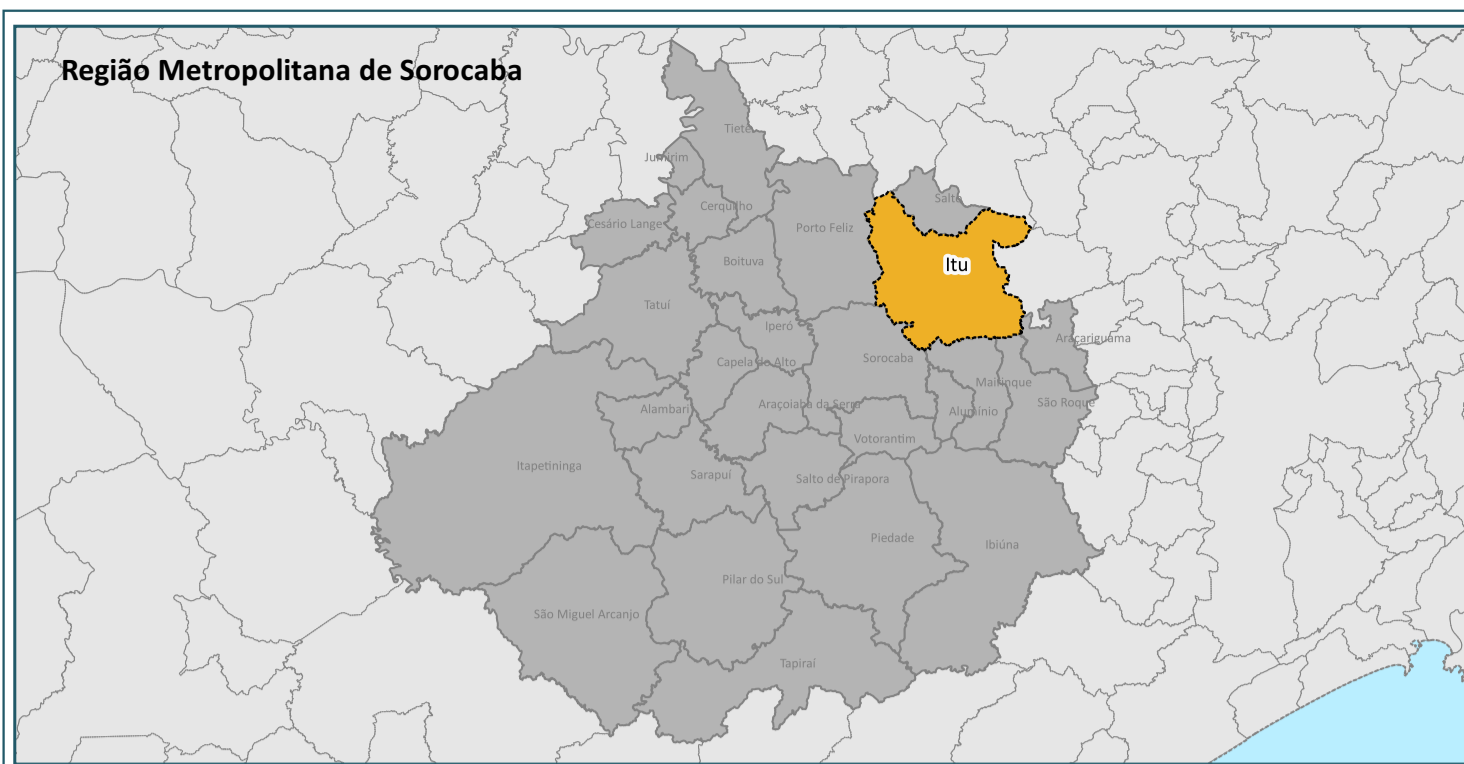 Região Metropolitana de Sorocaba
Tietê
Jumirim
Salto
Cerquilho
Cesário Lange
Porto Feliz
Boituva
Itu
Tatuí
Iperó
Araçariguama
Sorocaba
Capela do Alto
Mairinque
São Roque
Araçoiaba da Serra
Alambari
Alumínio
Votorantim
Itapetininga
Sarapuí
Salto de Pirapora
Piedade
Ibiúna
Pilar do Sul
São Miguel Arcanjo
Tapiraí